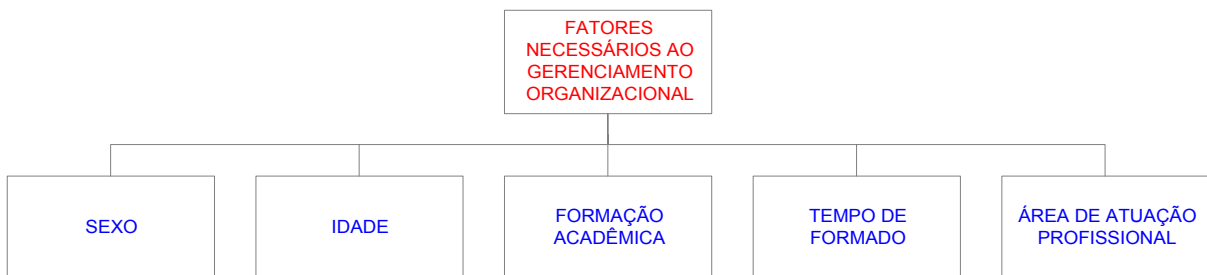 FATORES
NECESSÁRIOS AO
GERENCIAMENTO
ORGANIZACIONAL
SEXO
IDADE
FORMAÇÃO
ACADÊMICA
TEMPO DE
FORMADO
ÁREA DE ATUAÇÃO
PROFISSIONAL